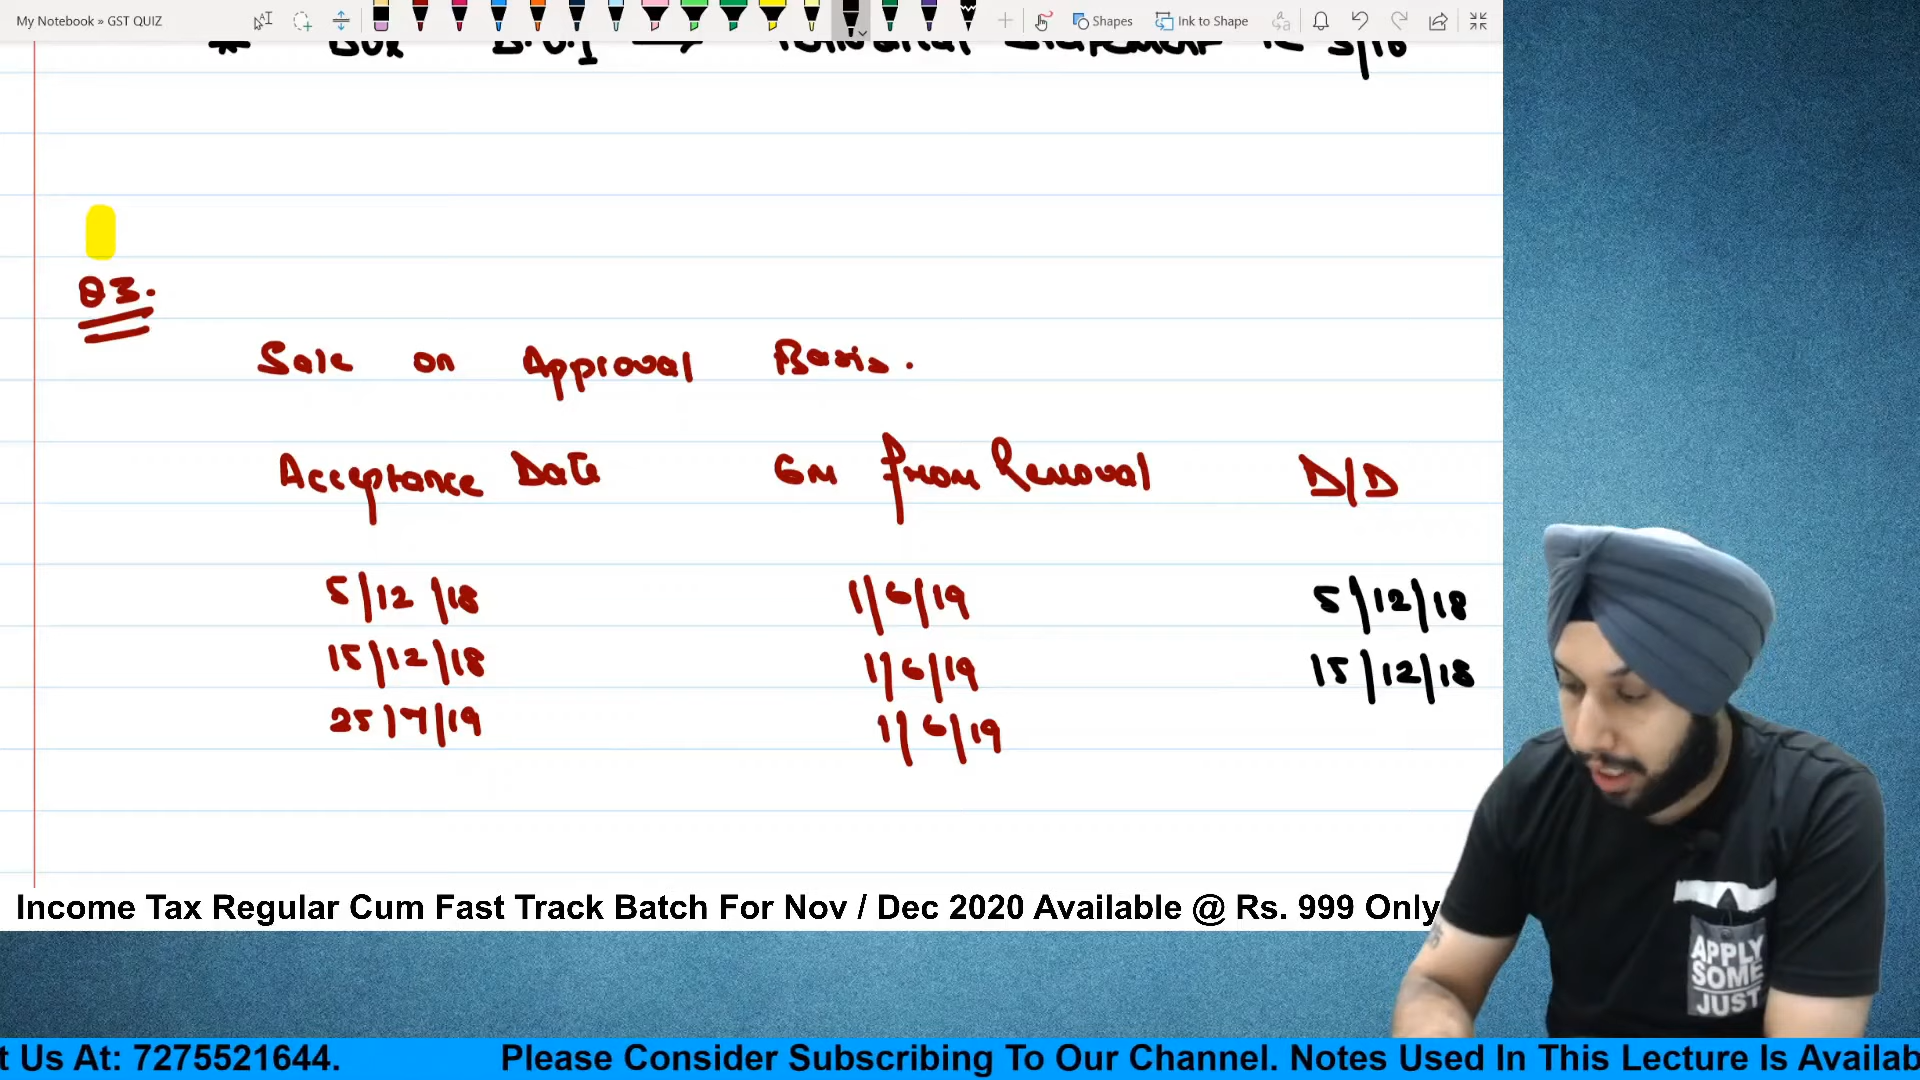 My Notebook » GST QUIZ
Shapes
Ink to Shape
Q3.
Sale on Approval Basis.
Acceptance Date 6M from Removal D/D
5/12/18 1/6/19 5/12/18
15/12/18 1/6/19 15/12/18
25/7/19 1/6/19
Income Tax Regular Cum Fast Track Batch For Nov / Dec 2020 Available @ Rs. 999 Only
APPLY
SOME
JUST
t Us At: 7275521644. Please Consider Subscribing To Our Channel. Notes Used In This Lecture Is Availab